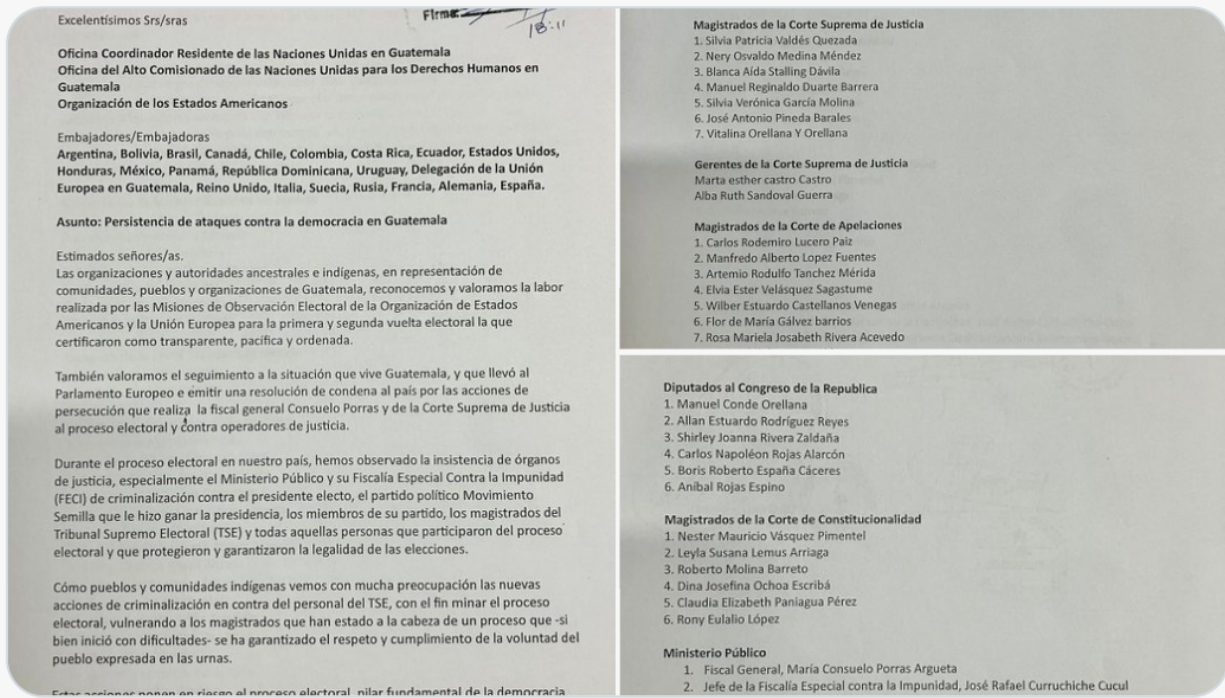 Excelentísimos Srs/sras
Firma:
18:11
Oficina Coordinador Residente de las Naciones Unidas en Guatemala
Oficina del Alto Comisionado de las Naciones Unidas para los Derechos Humanos en
Guatemala
Organización de los Estados Americanos
Embajadores/Embajadoras
Argentina, Bolivia, Brasil, Canadá, Chile, Colombia, Costa Rica, Ecuador, Estados Unidos,
Honduras, México, Panamá, República Dominicana, Uruguay, Delegación de la Unión
Europea en Guatemala, Reino Unido, Italia, Suecia, Rusia, Francia, Alemania, España.
Asunto: Persistencia de ataques contra la democracia en Guatemala
Estimados señores/as.
Las organizaciones y autoridades ancestrales e indígenas, en representación de
comunidades, pueblos y organizaciones de Guatemala, reconocemos y valoramos la labor
realizada por las Misiones de Observación Electoral de la Organización de Estados
Americanos y la Unión Europea para la primera y segunda vuelta electoral la que
certificaron como transparente, pacífica y ordenada.
También valoramos el seguimiento a la situación que vive Guatemala, y que llevó al
Parlamento Europeo e emitir una resolución de condena al país por las acciones de
persecución que realiza la fiscal general Consuelo Porras y de la Corte Suprema de Justicia
al proceso electoral y contra operadores de justicia.
Durante el proceso electoral en nuestro país, hemos observado la insistencia de órganos
de justicia, especialmente el Ministerio Público y su Fiscalía Especial Contra la Impunidad
(FECI) de criminalización contra el presidente electo, el partido político Movimiento
Semilla que le hizo ganar la presidencia, los miembros de su partido, los magistrados del
Tribunal Supremo Electoral (TSE) y todas aquellas personas que participaron del proceso
electoral y que protegieron y garantizaron la legalidad de las elecciones.
Cómo pueblos y comunidades indígenas vemos con mucha preocupación las nuevas
acciones de criminalización en contra del personal del TSE, con el fin minar el proceso
electoral, vulnerando a los magistrados que han estado a la cabeza de un proceso que -si
bien inició con dificultades- se ha garantizado el respeto y cumplimiento de la voluntad del
pueblo expresada en las urnas.
Estas acciones ponen en riesgo el proceso electoral, pilar fundamental de la democracia
Magistrados de la Corte Suprema de Justicia
1. Silvia Patricia Valdés Quezada
2. Nery Osvaldo Medina Méndez
3. Blanca Aída Stalling Dávila
4. Manuel Reginaldo Duarte Barrera
5. Silvia Verónica García Molina
6. José Antonio Pineda Barales
7. Vitalina Orellana Y Orellana
Gerentes de la Corte Suprema de Justicia
Marta esther castro Castro
Alba Ruth Sandoval Guerra
Magistrados de la Corte de Apelaciones
1. Carlos Rodemiro Lucero Paiz
2. Manfredo Alberto Lopez Fuentes
3. Artemio Rodulfo Tanchez Mérida
4. Elvia Ester Velásquez Sagastume
5. Wilber Estuardo Castellanos Venegas
6. Flor de María Gálvez barrios
7. Rosa Mariela Josabeth Rivera Acevedo
Diputados al Congreso de la Republica
1. Manuel Conde Orellana
2. Allan Estuardo Rodríguez Reyes
3. Shirley Joanna Rivera Zaldaña
4. Carlos Napoléon Rojas Alarcón
5. Boris Roberto España Cáceres
6. Aníbal Rojas Espino
Magistrados de la Corte de Constitucionalidad
1. Nester Mauricio Vásquez Pimentel
2. Leyla Susana Lemus Arriaga
3. Roberto Molina Barreto
4. Dina Josefina Ochoa Escribá
5. Claudia Elizabeth Paniagua Pérez
6. Rony Eulalio López
Ministerio Público
1. Fiscal General, María Consuelo Porras Argueta
2. Jefe de la Fiscalía Especial contra la Impunidad, José Rafael Curruchiche Cucul